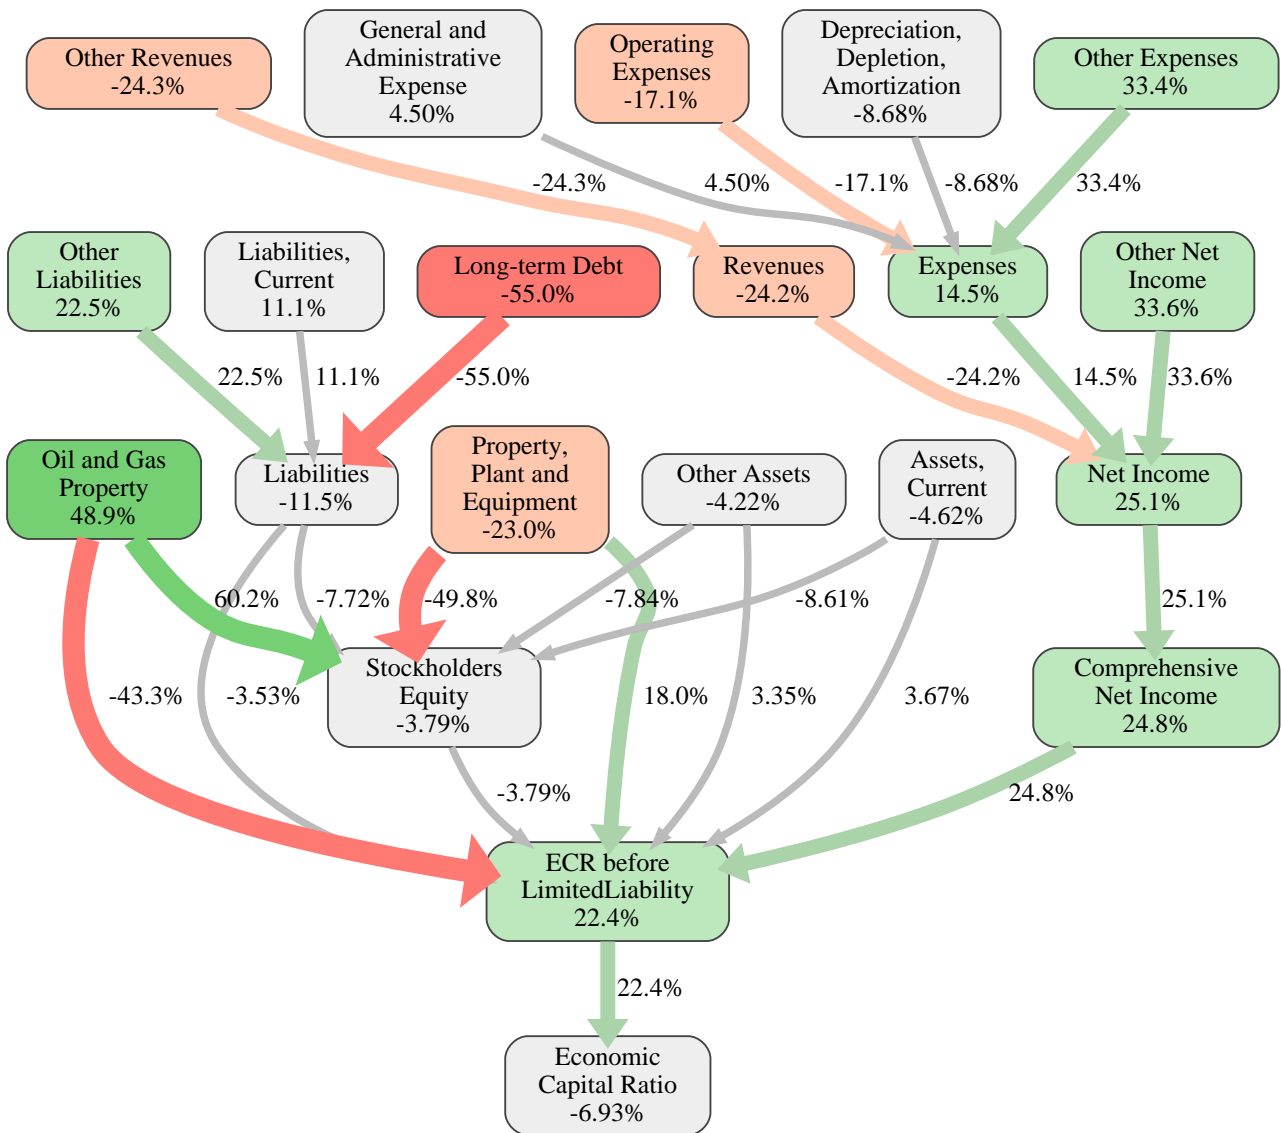 Other Revenues
-24.3%
General and
Administrative
Expense
4.50%
Operating
Expenses
-17.1%
Depreciation,
Depletion,
Amortization
-8.68%
Other Expenses
33.4%
-24.3%
4.50%
-17.1%
-8.68%
33.4%
Other
Liabilities
22.5%
Liabilities,
Current
11.1%
Long-term Debt
-55.0%
Revenues
-24.2%
Expenses
14.5%
Other Net
Income
33.6%
22.5%
11.1%
-55.0%
-24.2%
14.5%
33.6%
Oil and Gas
Property
48.9%
Liabilities
-11.5%
Property,
Plant and
Equipment
-23.0%
Other Assets
-4.22%
Assets,
Current
-4.62%
Net Income
25.1%
60.2%
-7.72%
-49.8%
-7.84%
-8.61%
25.1%
-43.3%
-3.53%
Stockholders
Equity
-3.79%
18.0%
3.35%
3.67%
Comprehensive
Net Income
24.8%
-3.79%
24.8%
ECR before
LimitedLiability
22.4%
22.4%
Economic
Capital Ratio
-6.93%